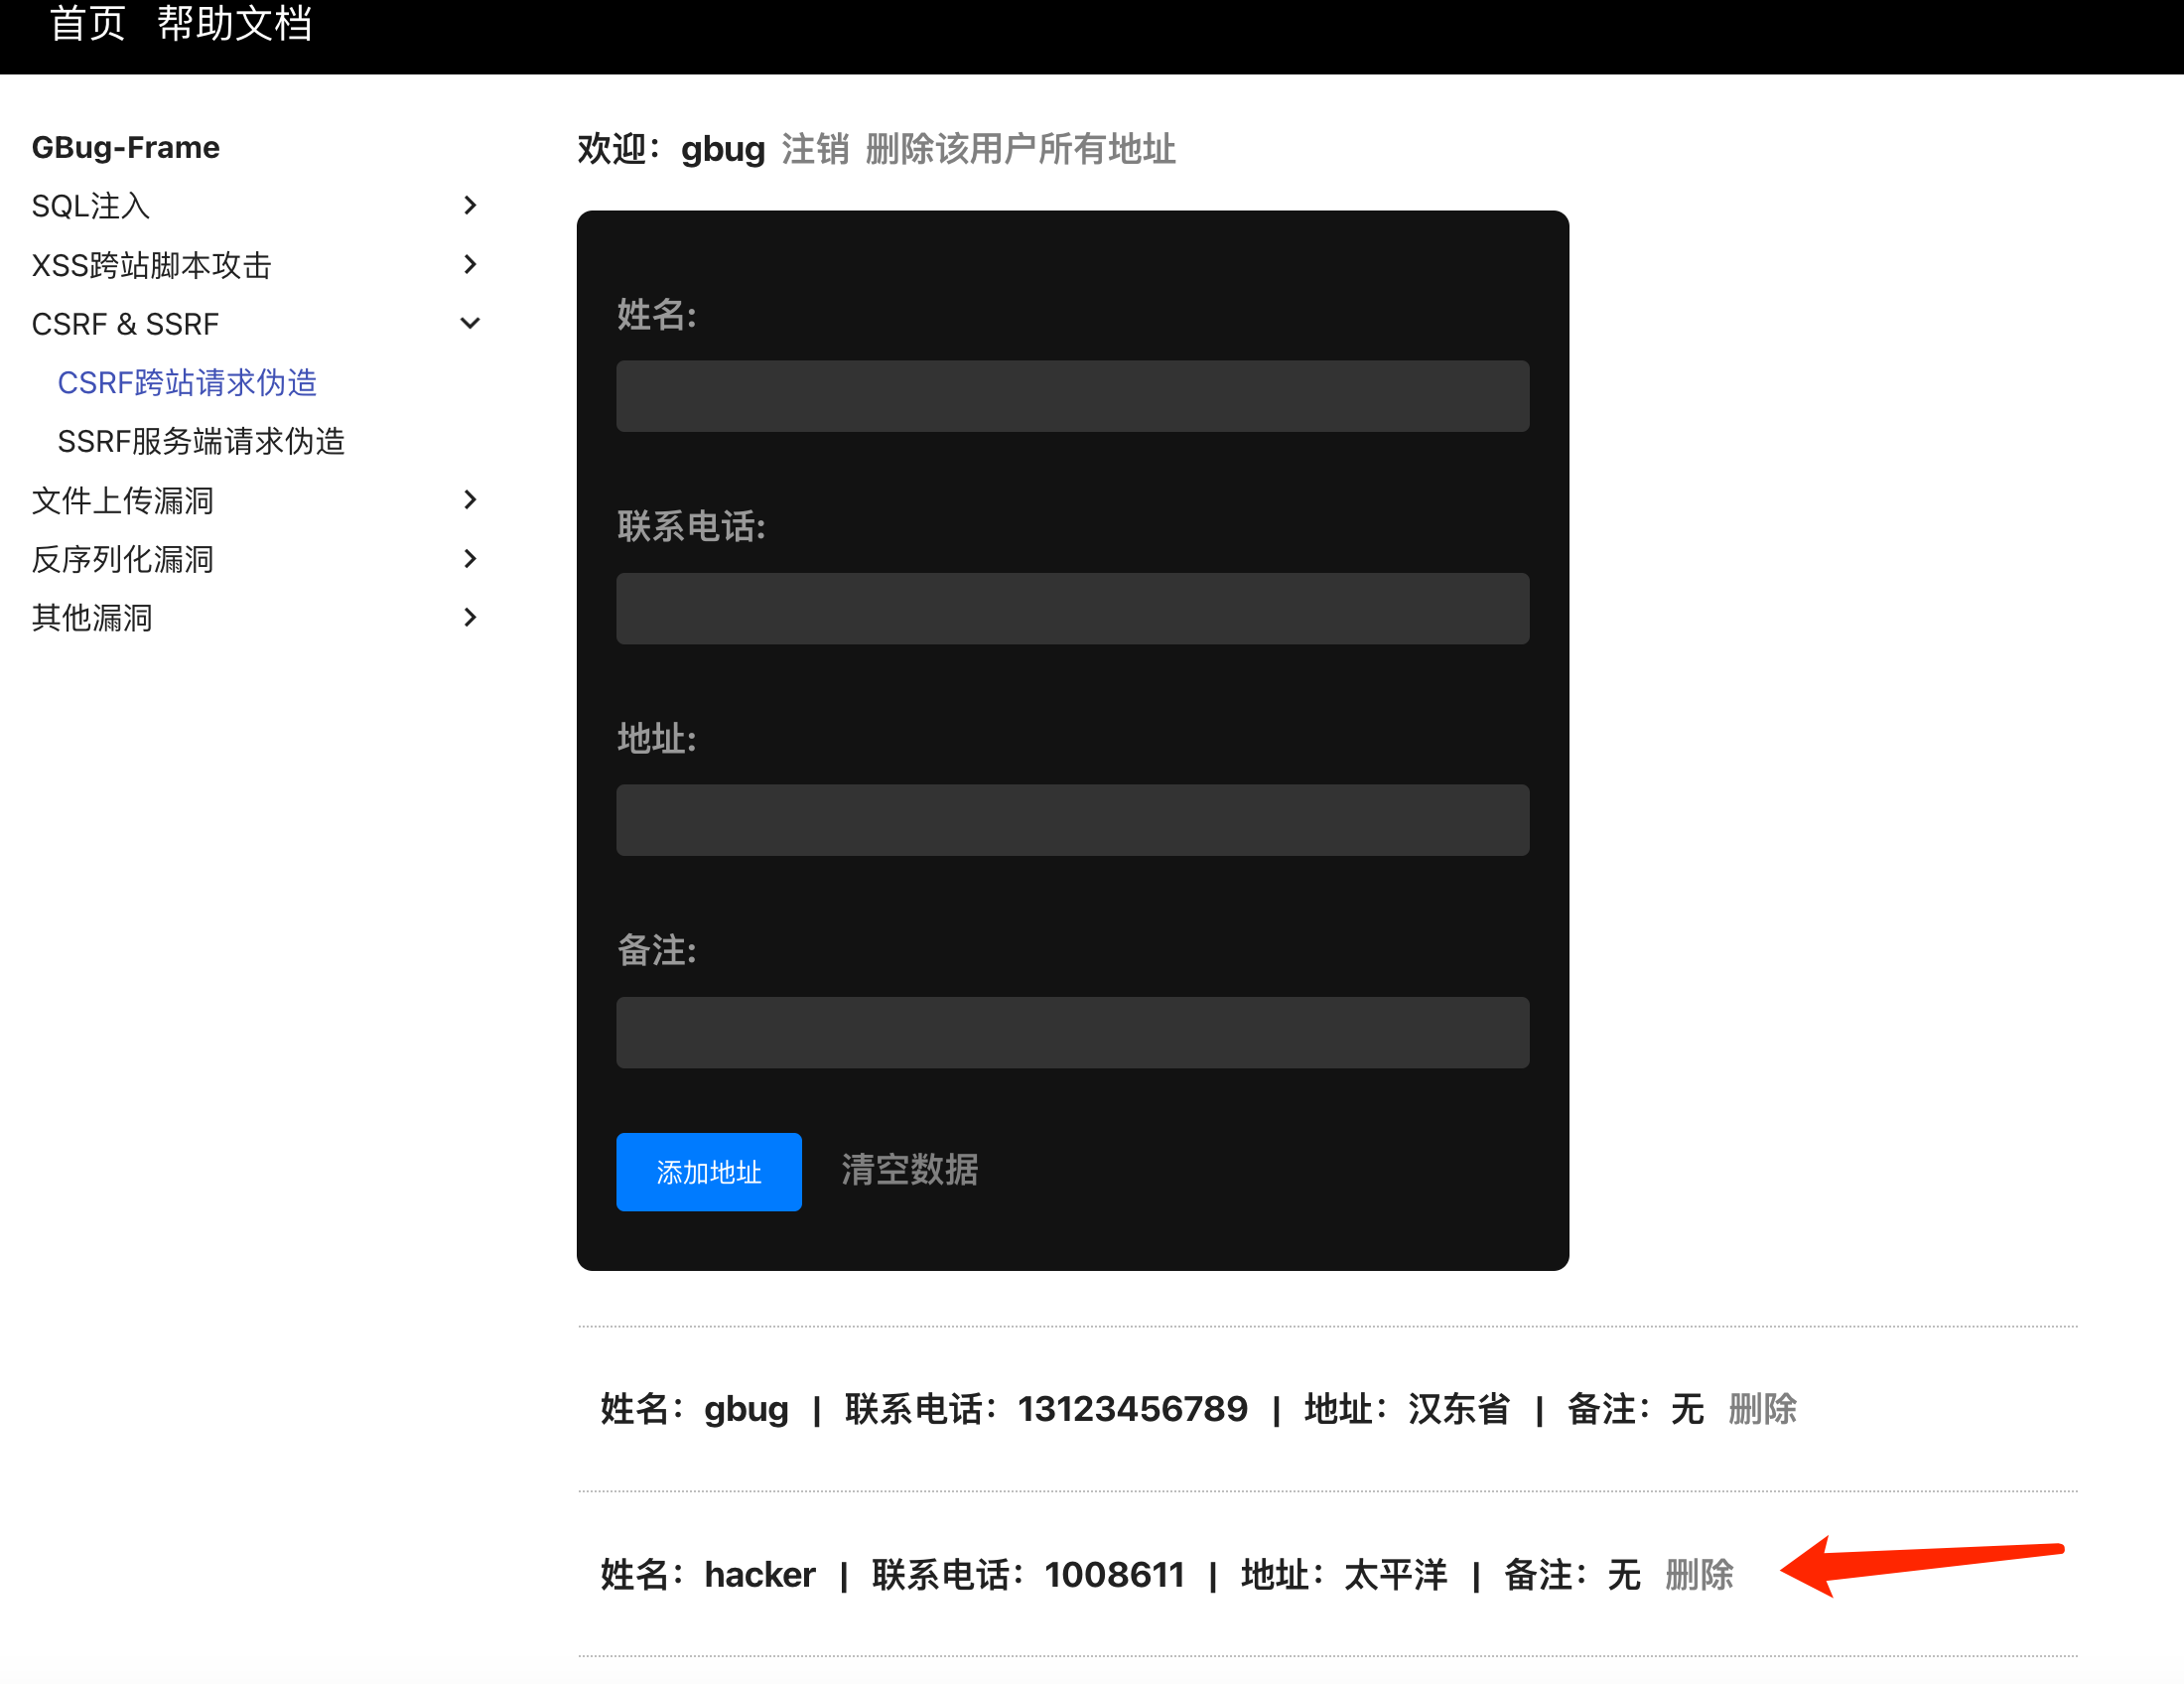 首页 帮助文档
GBug-Frame
SQL注入
XSS跨站脚本攻击
CSRF & SSRF
CSRF跨站请求伪造
SSRF服务端请求伪造
文件上传漏洞
反序列化漏洞
其他漏洞
欢迎：gbug 注销 删除该用户所有地址
姓名:
联系电话:
地址:
备注:
添加地址 清空数据
姓名：gbug | 联系电话：13123456789 | 地址：汉东省 | 备注：无 删除
姓名：hacker | 联系电话：1008611 | 地址：太平洋 | 备注：无 删除